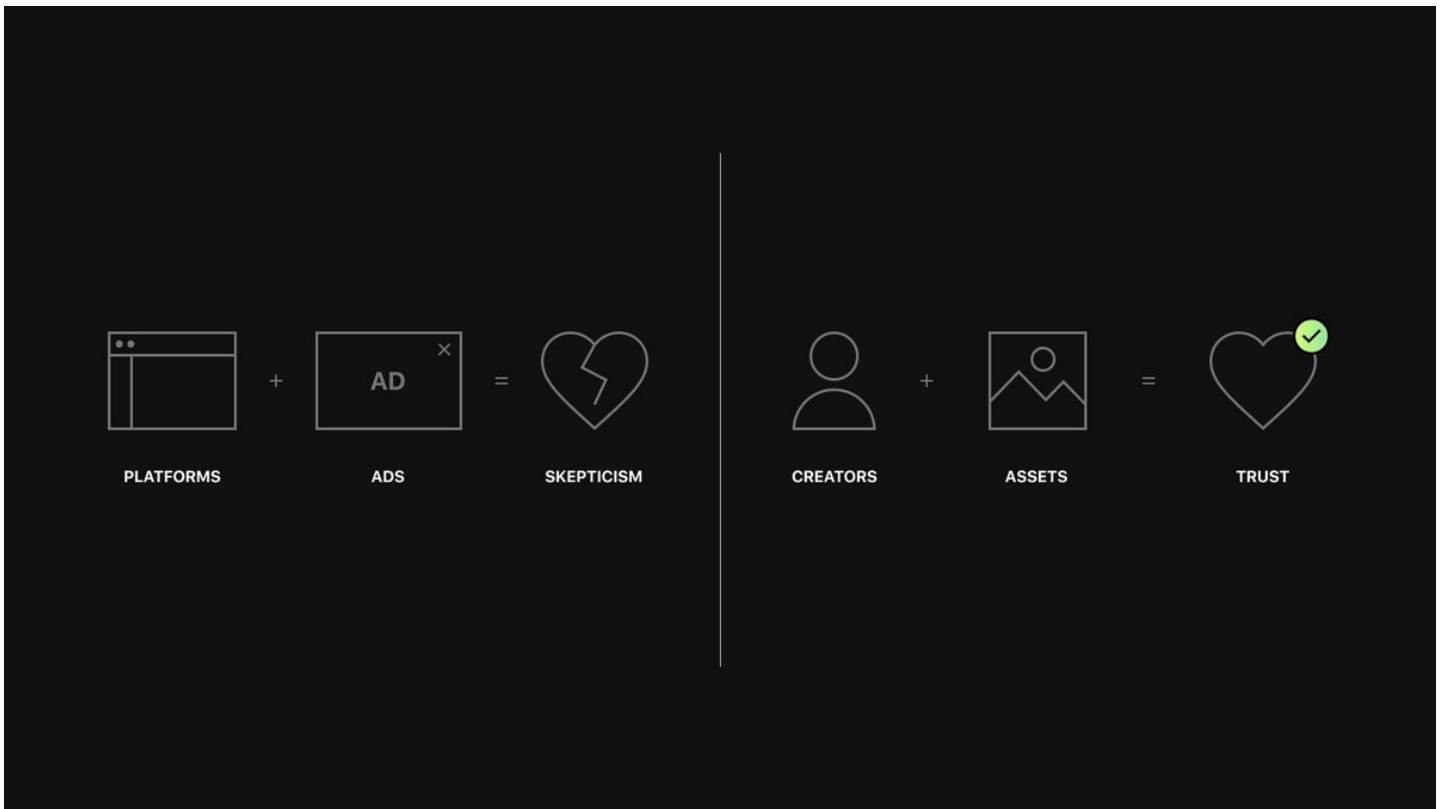 AD
+
=
PLATFORMS
ADS
SKEPTICISM
+
=
CREATORS
ASSETS
TRUST